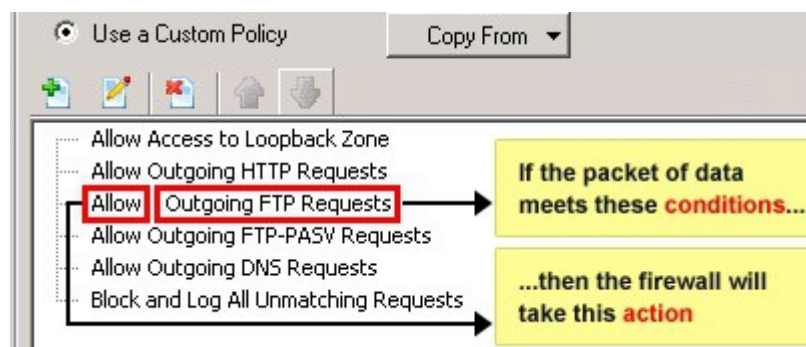 Use a Custom Policy
Copy From
Allow Access to Loopback Zone
Allow Outgoing HTTP Requests
Allow Outgoing FTP Requests
Allow Outgoing FTP-PASV Requests
Allow Outgoing DNS Requests
Block and Log All Unmatching Requests
If the packet of data
meets these conditions...
...then the firewall will
take this action